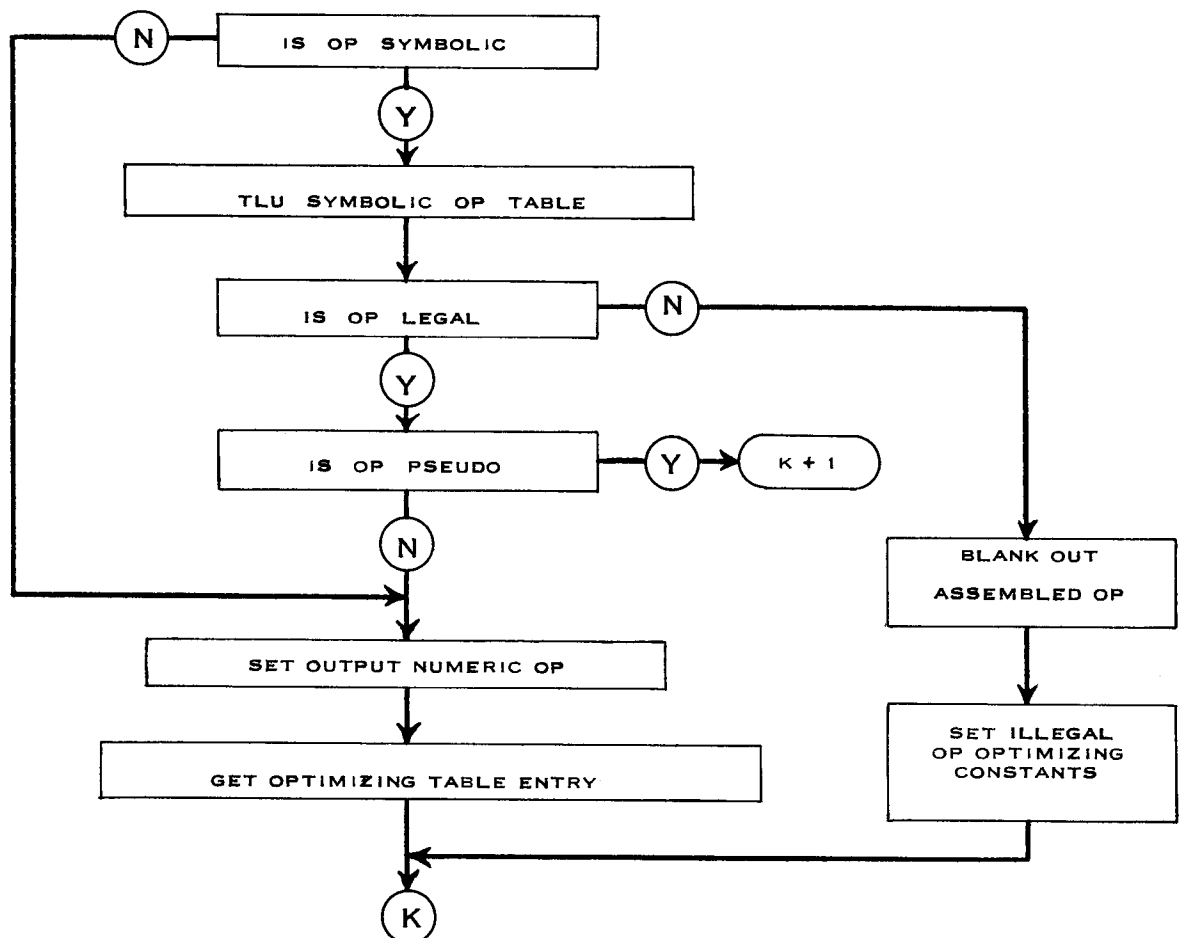 N
IS OP SYMBOLIC
Y
TLU SYMBOLIC OP TABLE
IS OP LEGAL
N
Y
IS OP PSEUDO
Y
K + 1
N
BLANK OUT
ASSEMBLED OP
SET OUTPUT NUMERIC OP
GET OPTIMIZING TABLE ENTRY
SET ILLEGAL
OP OPTIMIZING
CONSTANTS
K